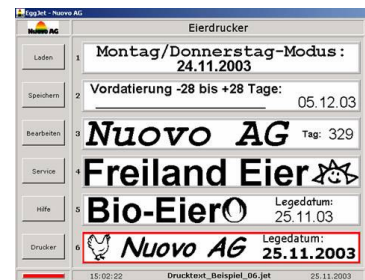 EggJet - Nuovo AG
Nuovo AG
Eierdrucker
Laden
1
Montag/Donnerstag-Modus:
24.11.2003
Speichern
2
Vordatierung -28 bis +28 Tage:
05.12.03
Bearbeiten
3
Nuovo AG Tag: 329
Service
4
Freiland Eier
Hilfe
5
Bio-Eier
Legedatum:
25.11.03
Drucker
6
Nuovo AG
Legedatum:
25.11.2003
15:02:22 Drucktext_Beispiel_06.jet 25.11.2003